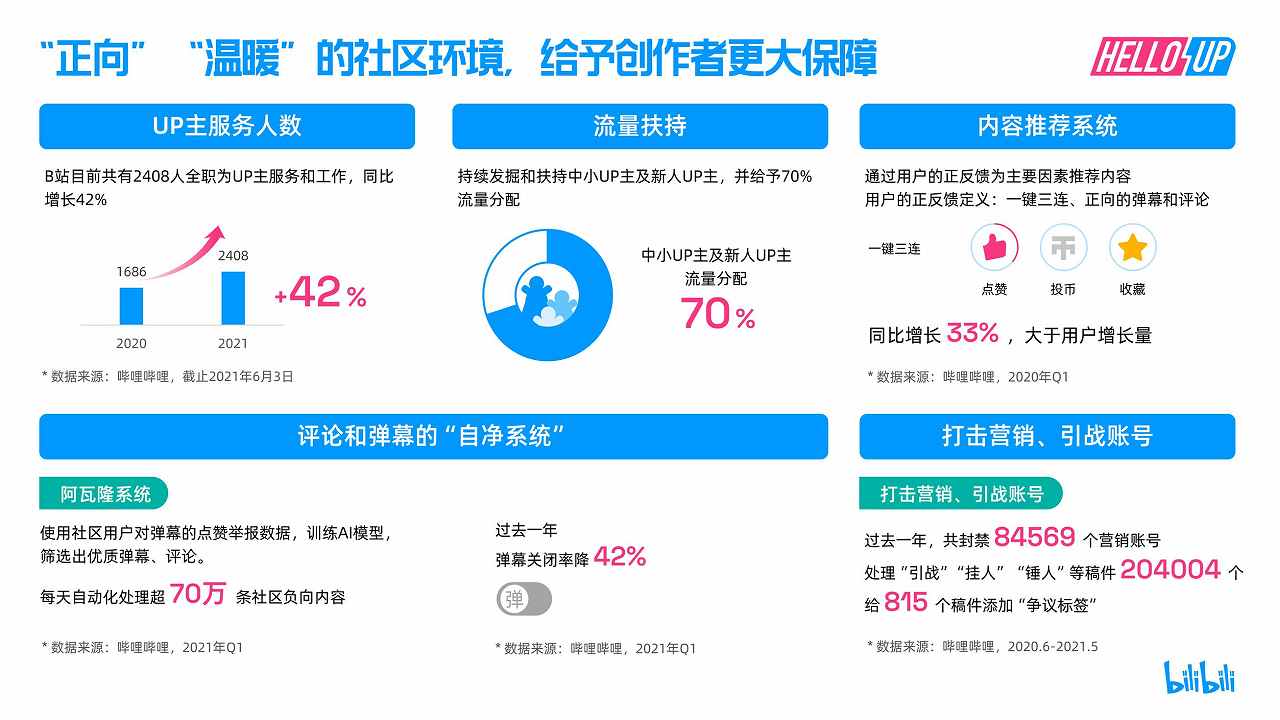 “正向” “温暖”的社区环境，给予创作者更大保障
HELLO UP
UP主服务人数
B站目前共有2408人全职为UP主服务和工作，同比
增长42%
1686
2408
+42%
2020
2021
* 数据来源：哔哩哔哩，截止2021年6月3日
流量扶持
持续发掘和扶持中小UP主及新人UP主，并给予70%
流量分配
中小UP主及新人UP主
流量分配
70%
内容推荐系统
通过用户的正反馈为主要因素推荐内容
用户的正反馈定义：一键三连、正向的弹幕和评论
一键三连
点赞
投币
收藏
同比增长 33% ，大于用户增长量
* 数据来源：哔哩哔哩，2020年Q1
评论和弹幕的“自净系统”
阿瓦隆系统
使用社区用户对弹幕的点赞举报数据，训练AI模型，
筛选出优质弹幕、评论。
每天自动化处理超 70万 条社区负向内容
* 数据来源：哔哩哔哩，2021年Q1
过去一年
弹幕关闭率降 42%
弹
* 数据来源：哔哩哔哩，2021年Q1
打击营销、引战账号
打击营销、引战账号
过去一年，共封禁 84569 个营销账号
处理“引战”“挂人” “锤人”等稿件 204004 个
给 815 个稿件添加“争议标签”
* 数据来源：哔哩哔哩，2020.6-2021.5
bilibili